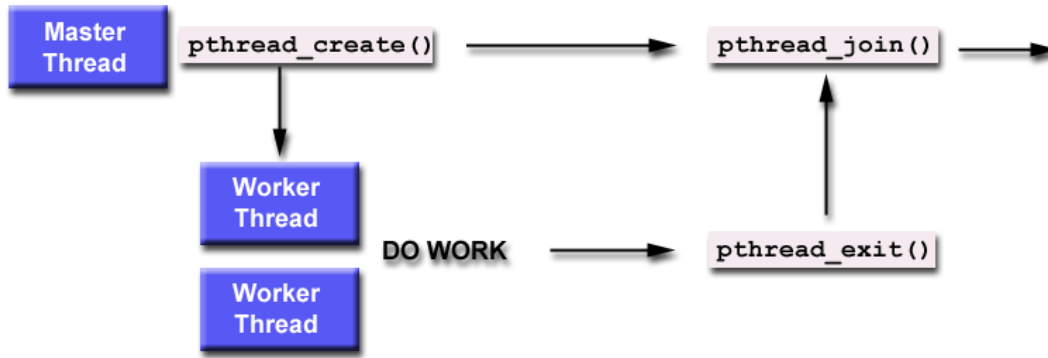 Master
Thread
pthread_create()
pthread_join()
Worker
Thread
DO WORK
pthread_exit()
Worker
Thread